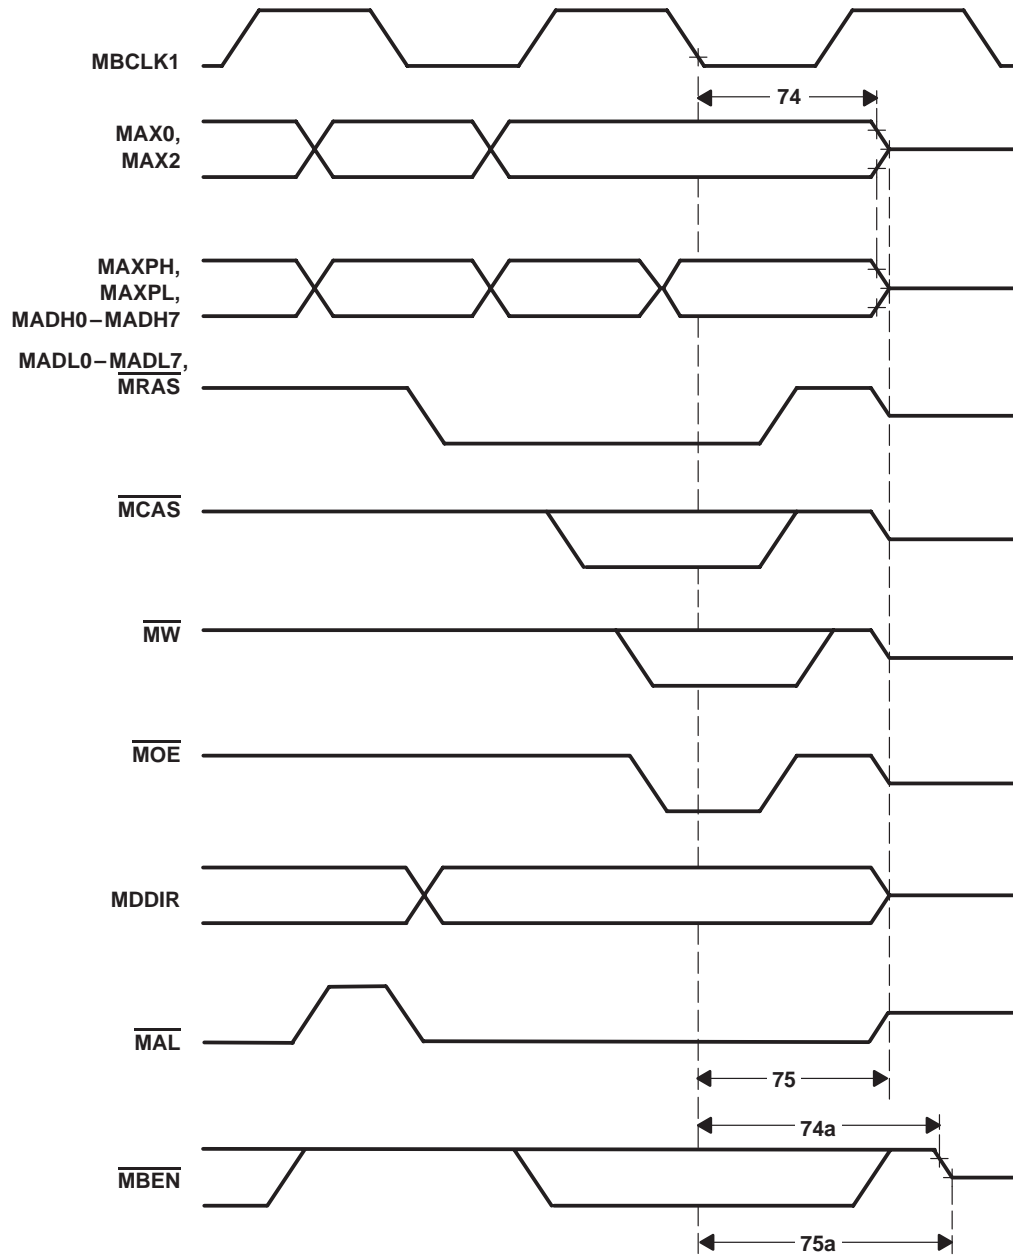 MBCLK1
74
MAX0,
MAX2
MAXPH,
MAXPL,
MADH0–MADH7
MADL0–MADL7,
MRAS
MCAS
MW
MOE
MDDIR
MAL
75
74a
MBEN
75a